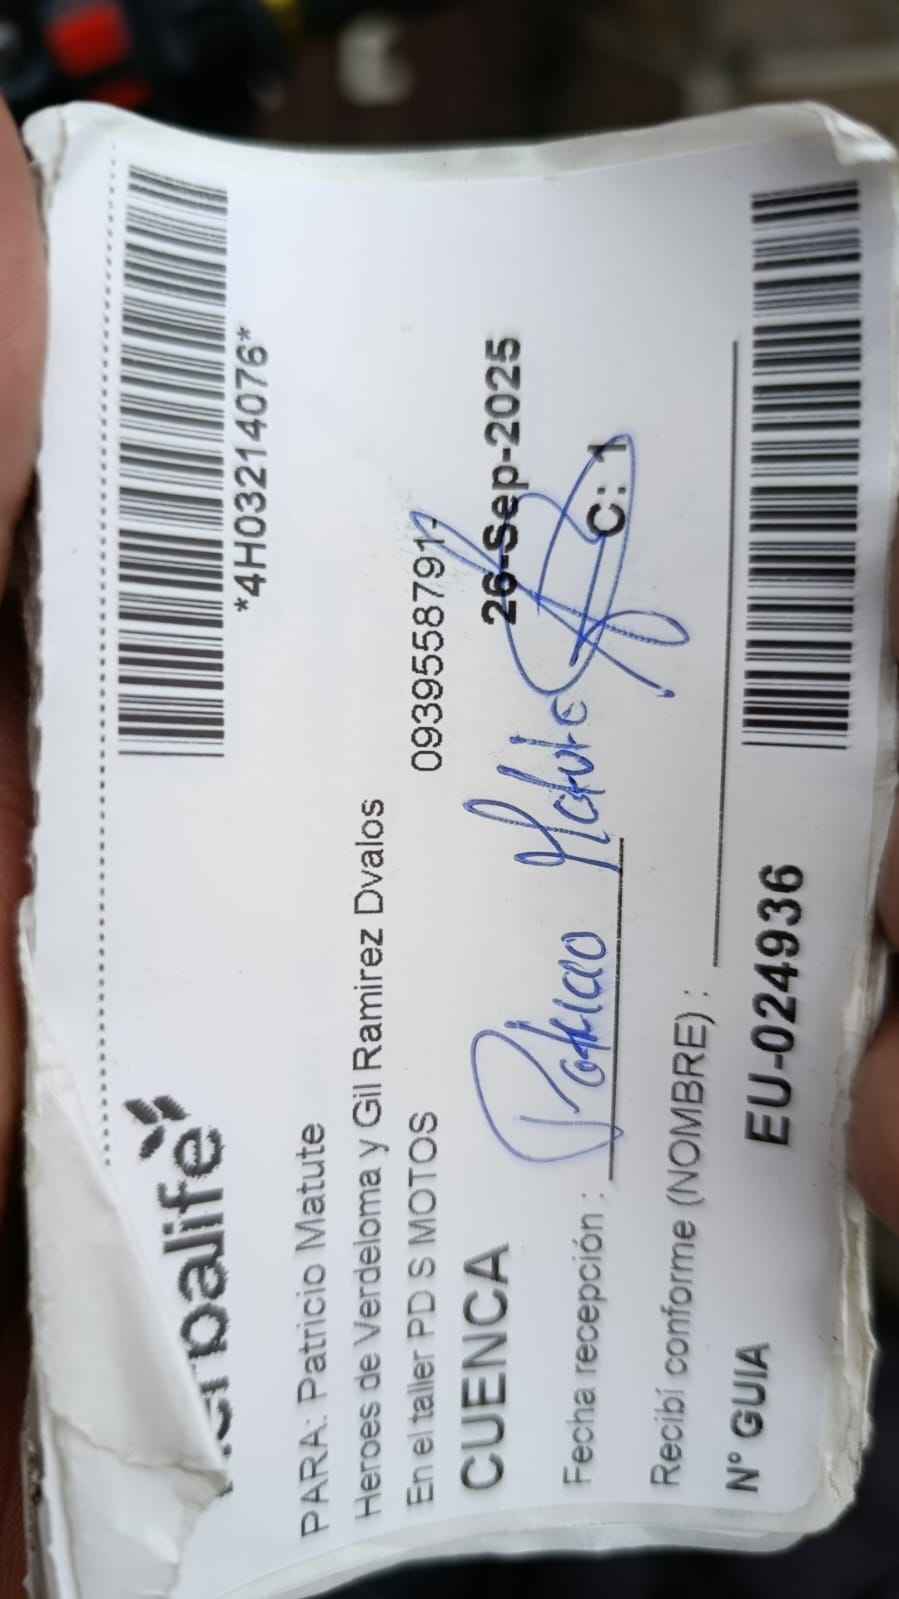 herbalife
*4H03214076*
PARA: Patricio Matute
Heroes de Verdeloma y Gil Ramirez Dvalos
En el taller PD S MOTOS 0939558791-
CUENCA 26-Sep-2025
Patricio Matute
Fecha recepción : C: 1
Recibí conforme (NOMBRE) :
N° GUIA EU-024936